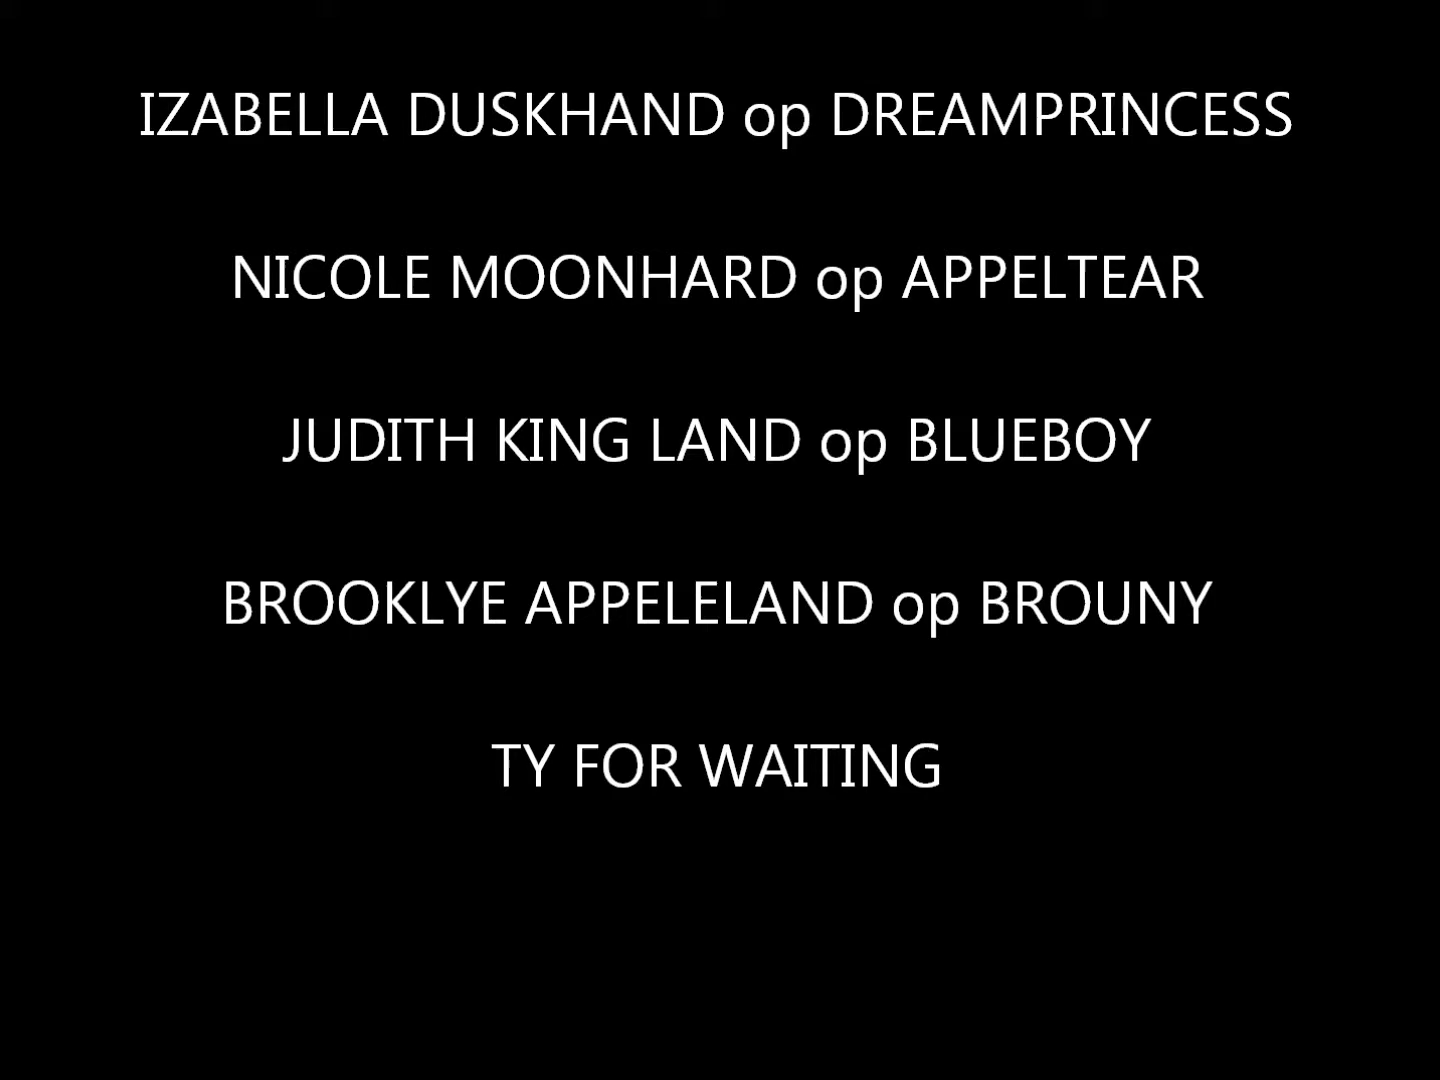 IZABELLA DUSKHAND op DREAMPRINCESS
NICOLE MOONHARD op APPELTEAR
JUDITH KING LAND op BLUEBOY
BROOKLYE APPELELAND op BROUNY
TY FOR WAITING